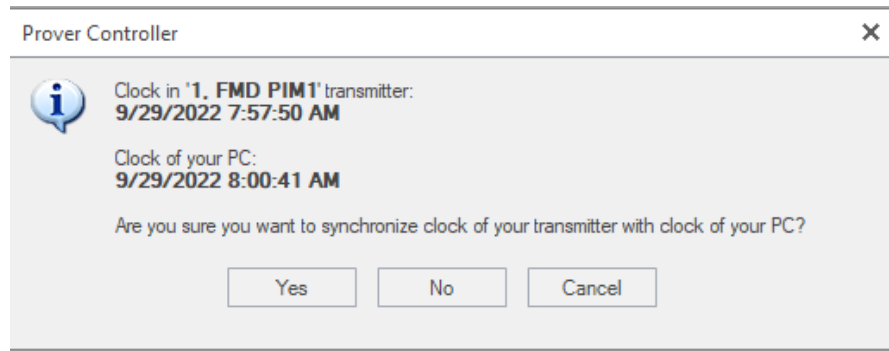 Prover Controller
Clock in '1, FMD PIM1' transmitter:
9/29/2022 7:57:50 AM
Clock of your PC:
9/29/2022 8:00:41 AM
Are you sure you want to synchronize clock of your transmitter with clock of your PC?
Yes No Cancel